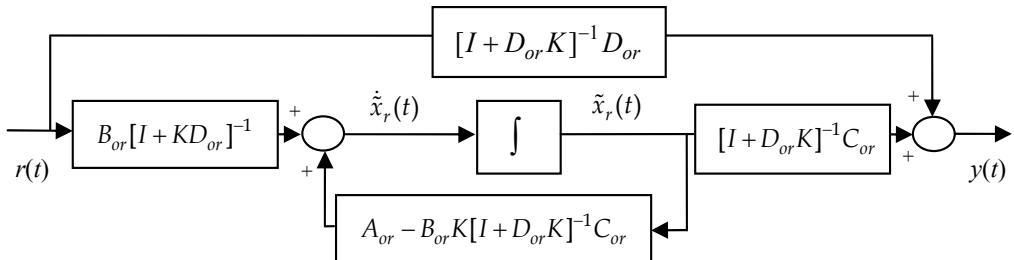 [I + D_{or} K]^{-1} D_{or}
+
\dot{\tilde{x}}_r(t)
\tilde{x}_r(t)
+
B_{or}[I + KD_{or}]^{-1}
∫
[I + D_{or} K]^{-1} C_{or}
+
+
r(t)
y(t)
A_{or} − B_{or} K[I + D_{or} K]^{-1} C_{or}